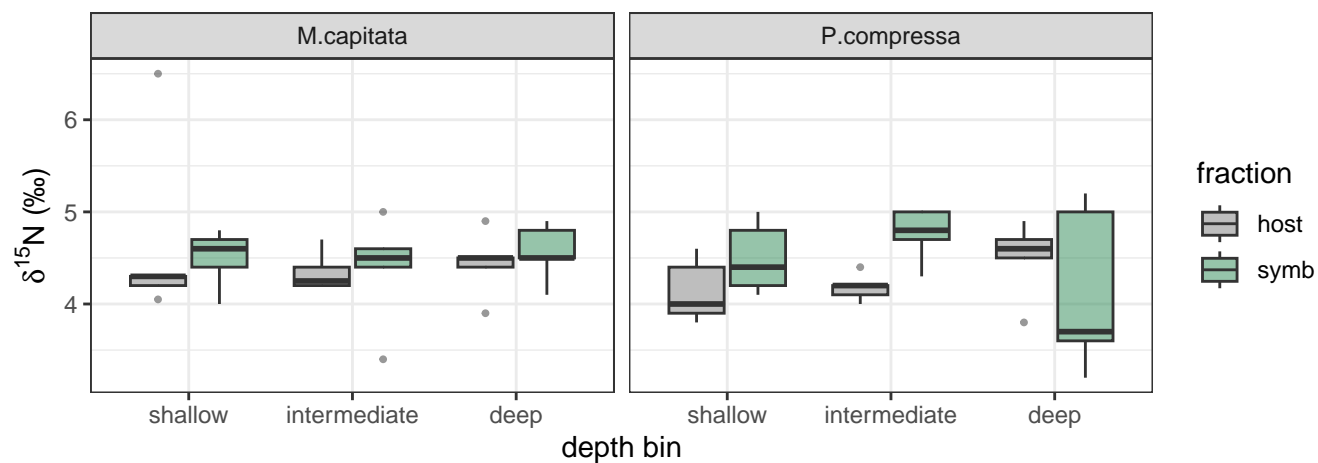 M.capitata
P.compressa
δ¹⁵N (‰)
6
5
4
shallow intermediate deep
shallow intermediate deep
depth bin
fraction
host
symb